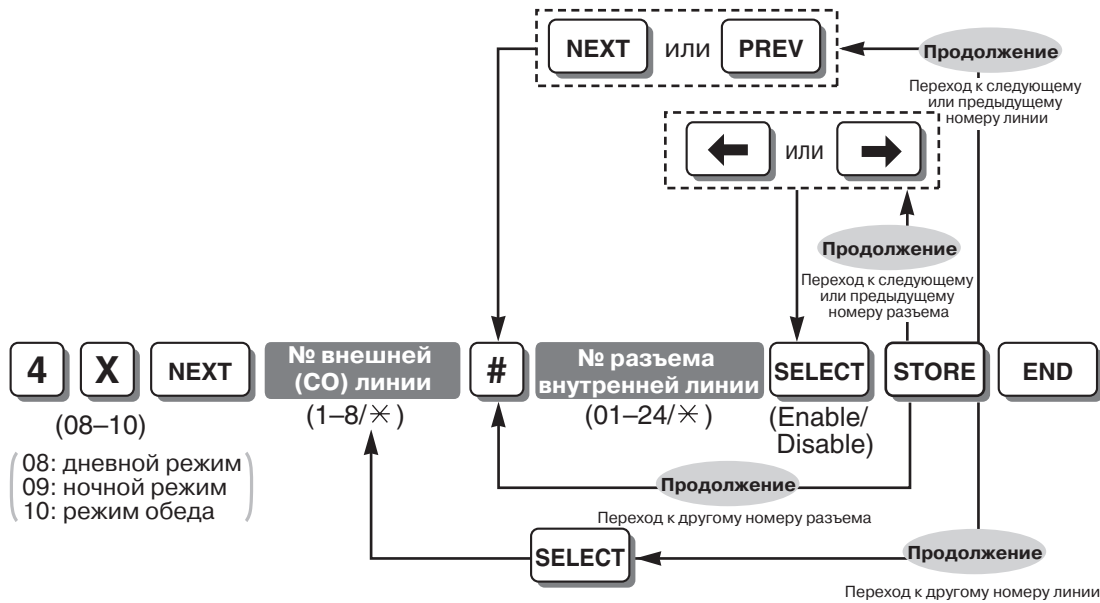 NEXT или PREV
Продолжение
Переход к следующему
или предыдущему
номеру линии
← или →
Продолжение
Переход к следующему
или предыдущему
номеру разъема
4 X NEXT № внешней (CO) линии # № разъема внутренней линии SELECT STORE END
(08–10)
(1–8/✳)
(01–24/✳)
(Enable/
Disable)
08: дневной режим
09: ночной режим
10: режим обеда
Продолжение
Переход к другому номеру разъема
SELECT
Продолжение
Переход к другому номеру линии